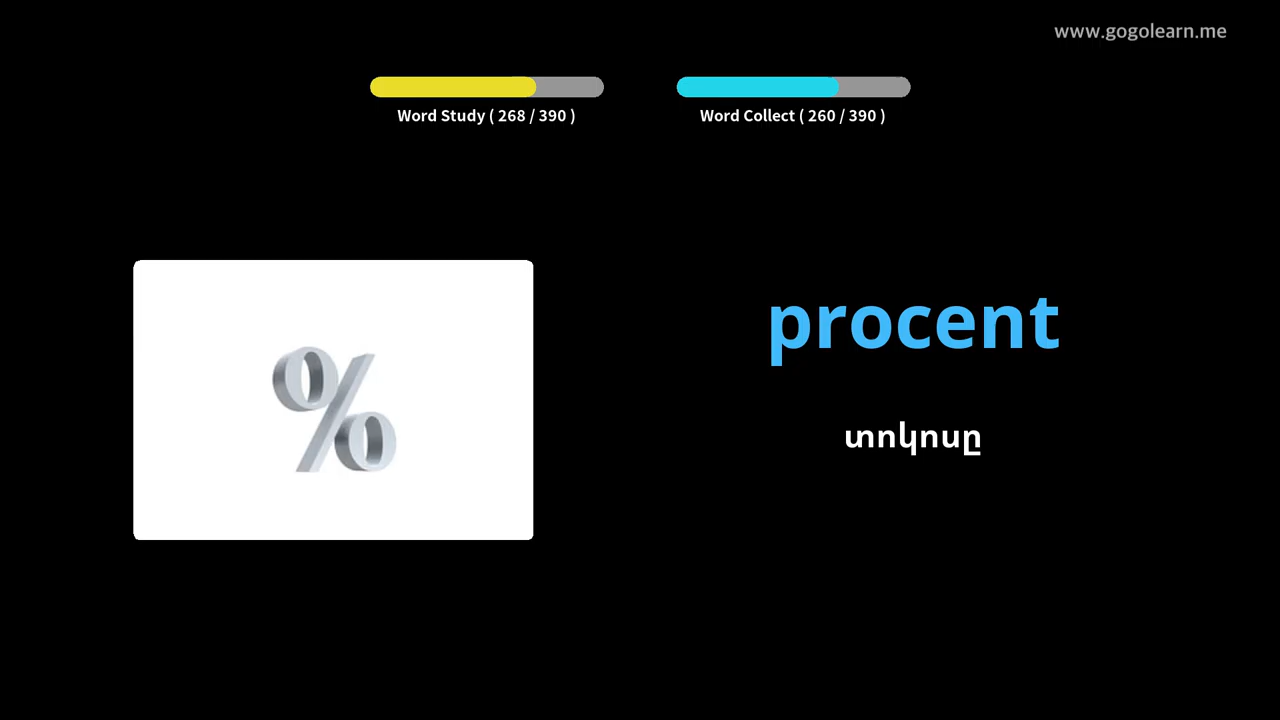 www.gogolearn.me
Word Study ( 268 / 390 )
Word Collect ( 260 / 390 )
%
procent
տոկոսը